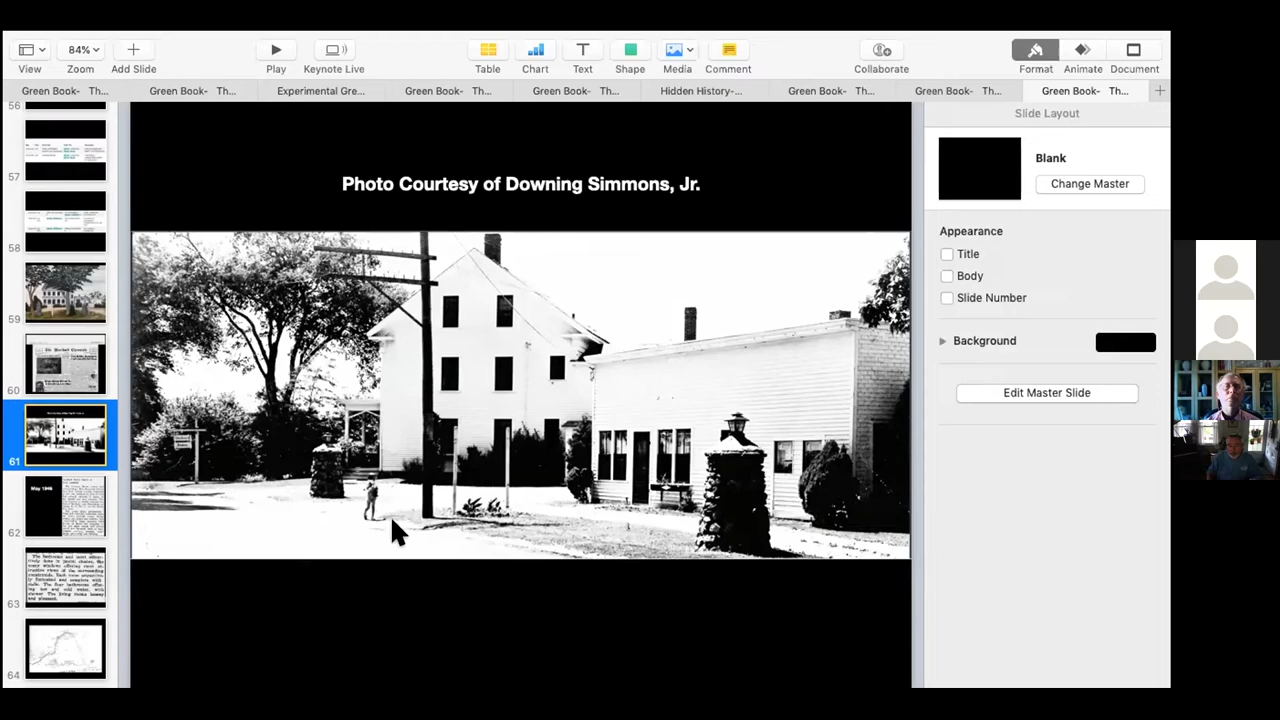 84%
View
Zoom
Add Slide
Play
Keynote Live
Table
Chart
Text
Shape
Media
Comment
Collaborate
Format
Animate
Document
Green Book- Th...
Green Book- Th...
Experimental Gre...
Green Book- Th...
Green Book- Th...
Hidden History-...
Green Book- Th...
Green Book- Th...
Green Book- Th...
56
57
58
59
60
61
62
May 1946
63
64
Photo Courtesy of Downing Simmons, Jr.
Slide Layout
Blank
Change Master
Appearance
Title
Body
Slide Number
Background
Edit Master Slide